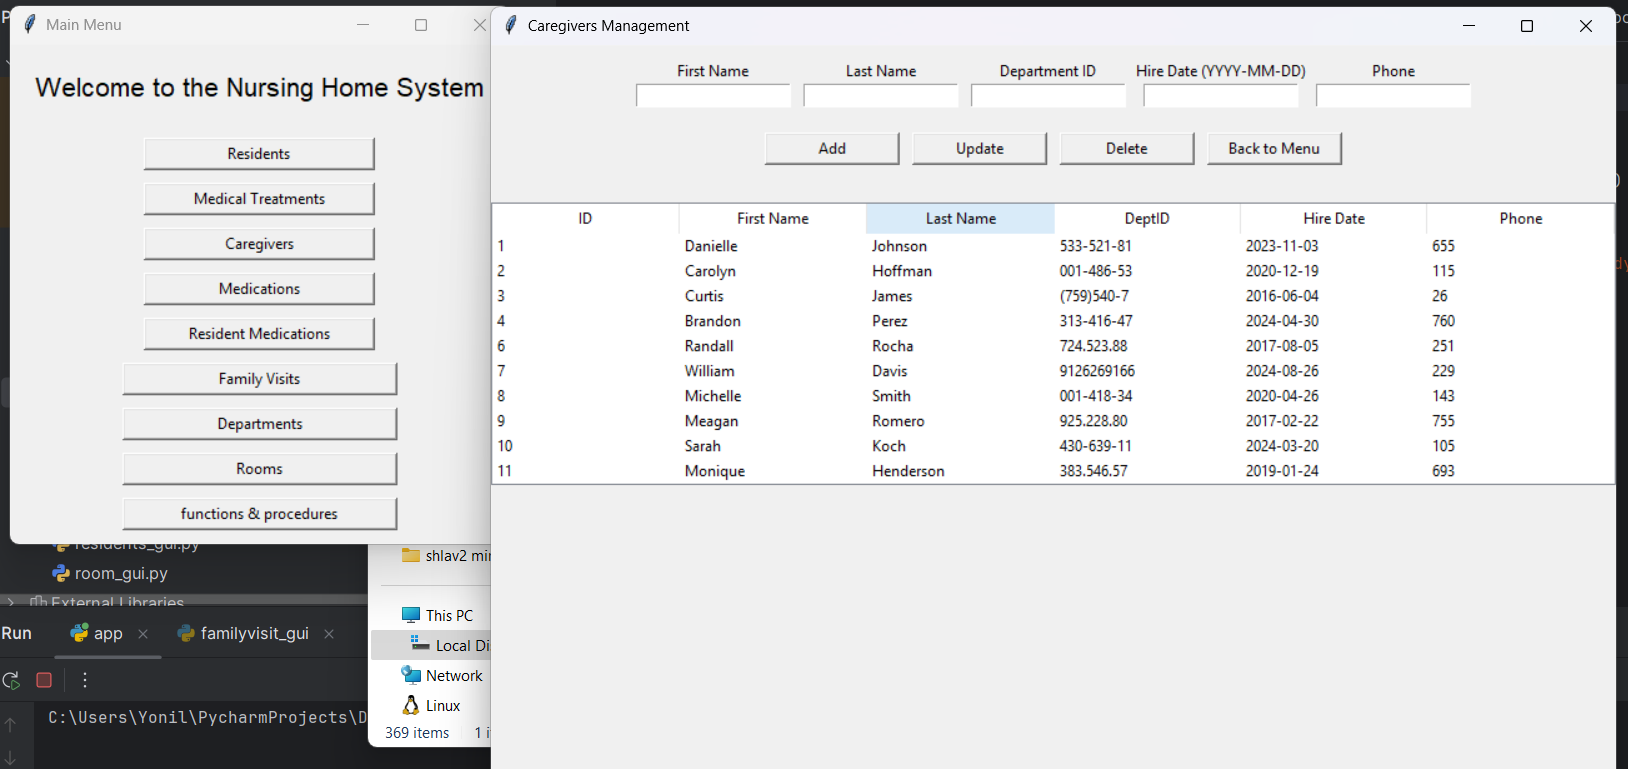 Main Menu
Welcome to the Nursing Home System
Residents
Medical Treatments
Caregivers
Medications
Resident Medications
Family Visits
Departments
Rooms
functions & procedures
Caregivers Management
First Name Last Name Department ID Hire Date (YYYY-MM-DD) Phone
Add Update Delete Back to Menu
ID First Name Last Name DeptID Hire Date Phone
1 Danielle Johnson 533-521-81 2023-11-03 655
2 Carolyn Hoffman 001-486-53 2020-12-19 115
3 Curtis James (759)540-7 2016-06-04 26
4 Brandon Perez 313-416-47 2024-04-30 760
6 Randall Rocha 724.523.88 2017-08-05 251
7 William Davis 9126269166 2024-08-26 229
8 Michelle Smith 001-418-34 2020-04-26 143
9 Meagan Romero 925.228.80 2017-02-22 755
10 Sarah Koch 430-639-11 2024-03-20 105
11 Monique Henderson 383.546.57 2019-01-24 693
residents_gui.py
room_gui.py
External Libraries
Run app familyvisit_gui
C:\Users\Yonil\PycharmProjects\D
shlav2 mi
This PC
Local Di
Network
Linux
369 items 1 i